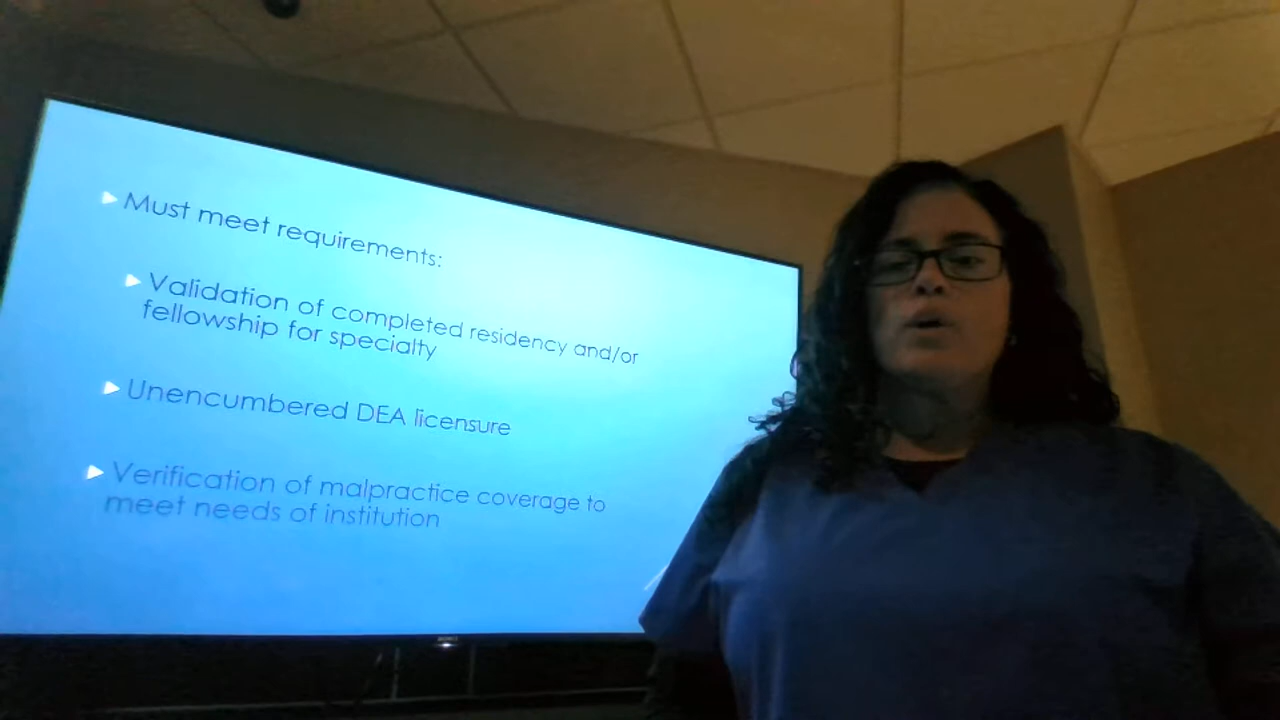 Must meet requirements:
Validation of completed residency and/or
fellowship for specialty
Unencumbered DEA licensure
Verification of malpractice coverage to
meet needs of institution